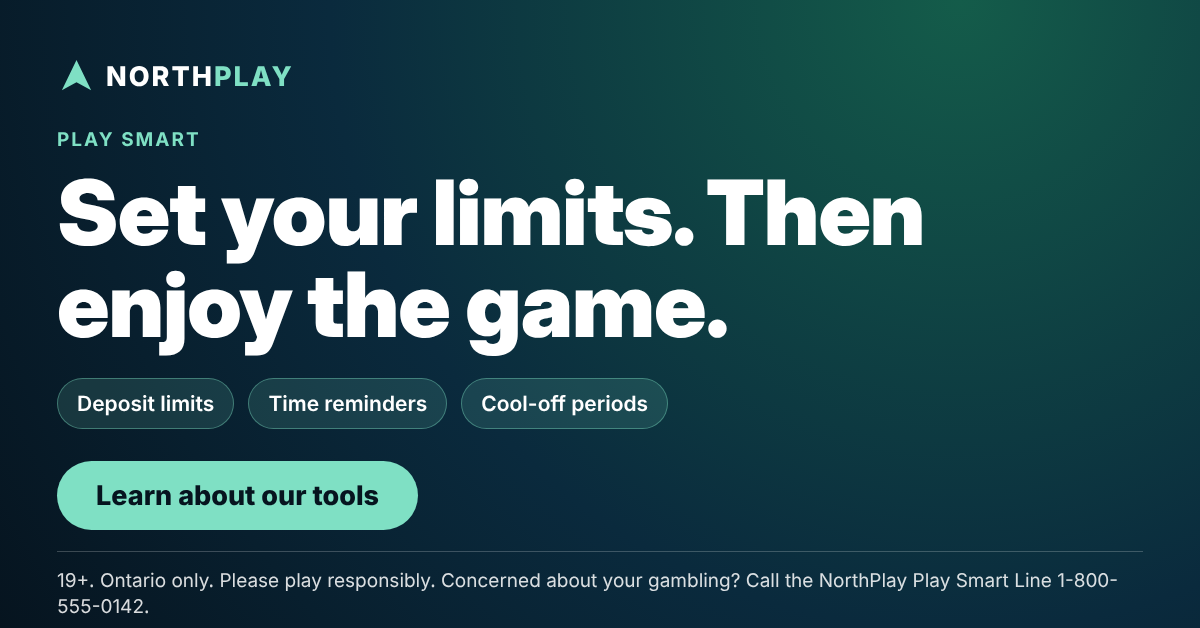 NORTHPLAY
PLAY SMART
Set your limits. Then
enjoy the game.
Deposit limits Time reminders Cool-off periods
Learn about our tools
19+. Ontario only. Please play responsibly. Concerned about your gambling? Call the NorthPlay Play Smart Line 1-800-
555-0142.